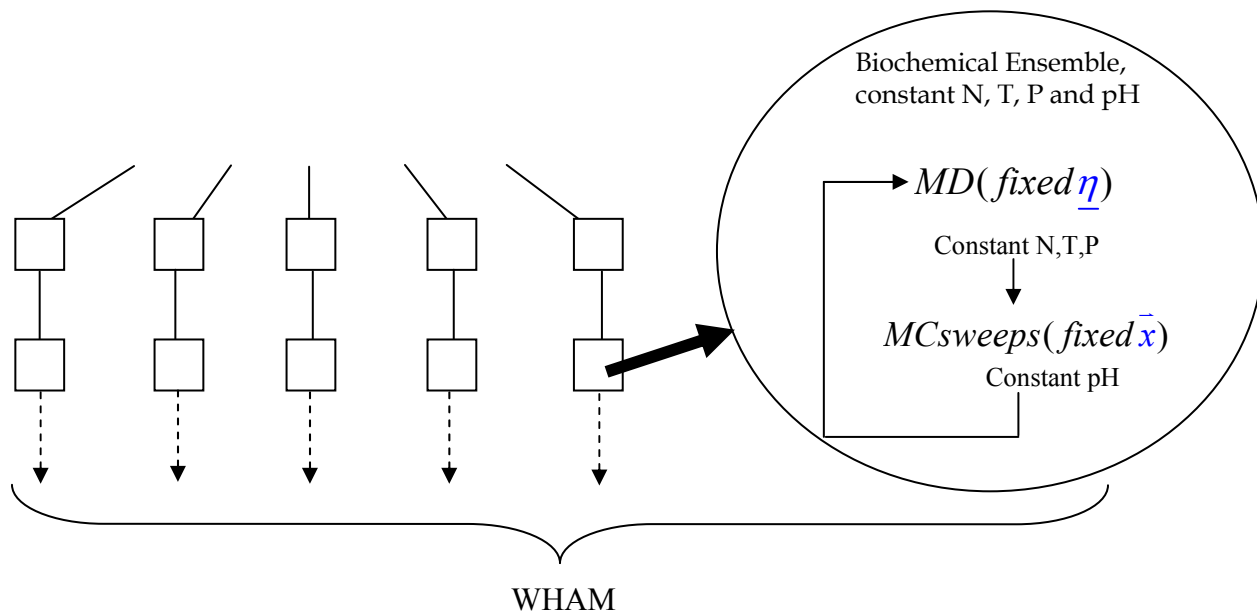 Biochemical Ensemble,
constant N, T, P and pH
MD(fixed η)
Constant N,T,P
MCsweeps(fixed x⃗)
Constant pH
WHAM